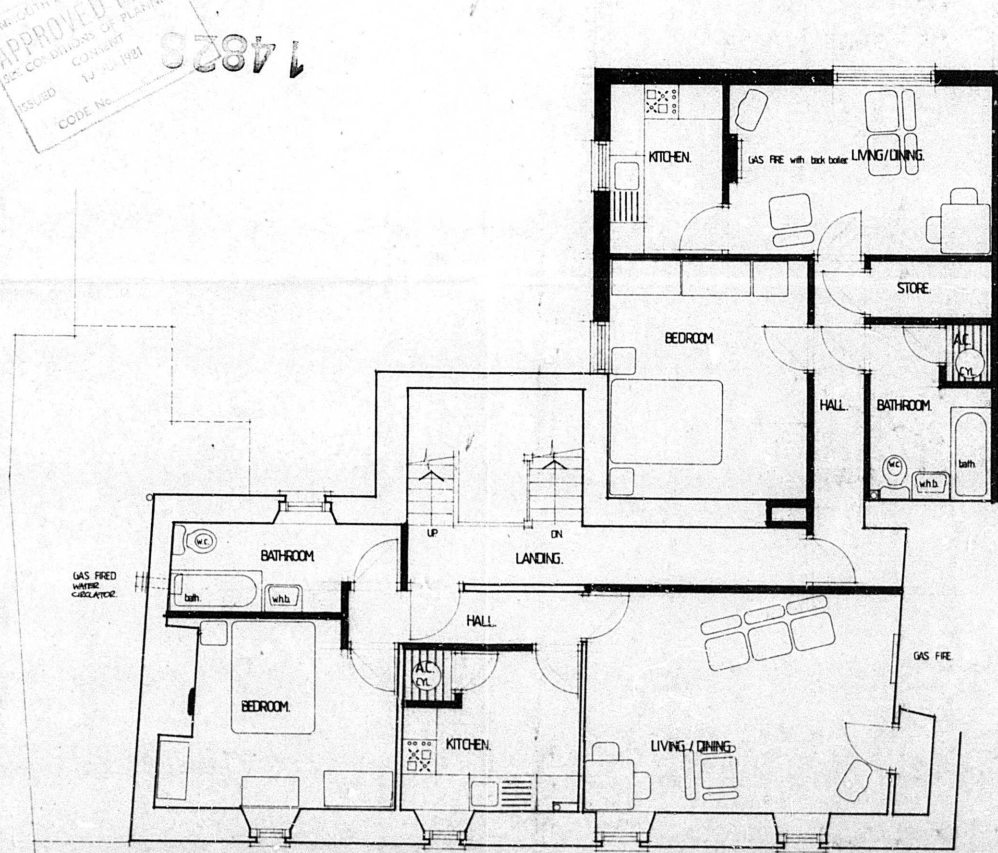 APPROVED
CONDITIONS OF PLANNING
CONSENT
ISSUED 1981
CODE No.
14828
KITCHEN.
GAS FIRE with back boiler
LIVING/DINING.
STORE.
BEDROOM.
A.C.
CYL.
HALL.
BATHROOM.
W.C.
w.h.b.
bath.
UP
DN
LANDING.
W.C.
BATHROOM.
GAS FIRED
WATER
CIRCULATOR.
bath.
w.h.b.
HALL.
GAS FIRE.
A.C.
CYL.
BEDROOM.
KITCHEN.
LIVING / DINING.